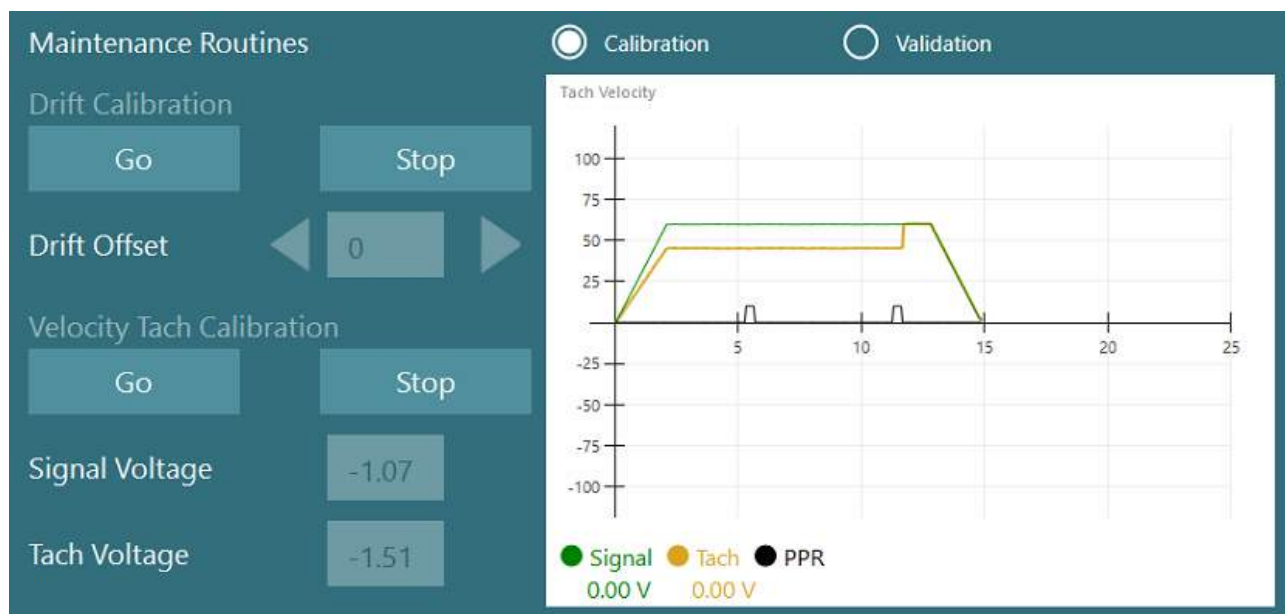 Maintenance Routines
Calibration
Validation
Drift Calibration
Go
Stop
Drift Offset
0
Velocity Tach Calibration
Go
Stop
Signal Voltage
-1.07
Tach Voltage
-1.51
Tach Velocity
100
75
50
25
5
10
15
20
25
-25
-50
-75
-100
Signal
Tach
PPR
0.00 V
0.00 V